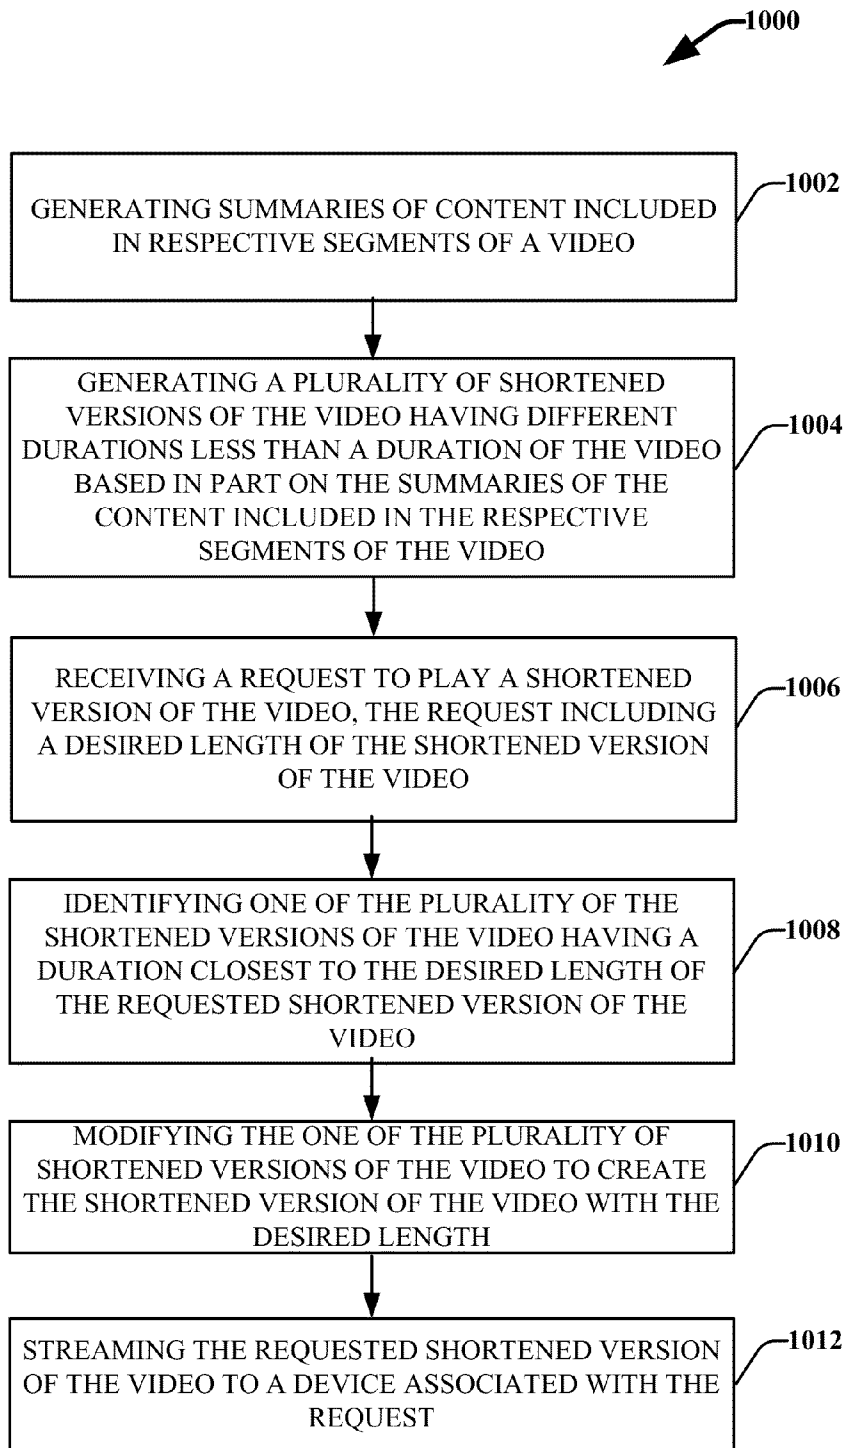 1000
GENERATING SUMMARIES OF CONTENT INCLUDED
IN RESPECTIVE SEGMENTS OF A VIDEO
1002
GENERATING A PLURALITY OF SHORTENED
VERSIONS OF THE VIDEO HAVING DIFFERENT
DURATIONS LESS THAN A DURATION OF THE VIDEO
BASED IN PART ON THE SUMMARIES OF THE
CONTENT INCLUDED IN THE RESPECTIVE
SEGMENTS OF THE VIDEO
1004
RECEIVING A REQUEST TO PLAY A SHORTENED
VERSION OF THE VIDEO, THE REQUEST INCLUDING
A DESIRED LENGTH OF THE SHORTENED VERSION
OF THE VIDEO
1006
IDENTIFYING ONE OF THE PLURALITY OF THE
SHORTENED VERSIONS OF THE VIDEO HAVING A
DURATION CLOSEST TO THE DESIRED LENGTH OF
THE REQUESTED SHORTENED VERSION OF THE
VIDEO
1008
MODIFYING THE ONE OF THE PLURALITY OF
SHORTENED VERSIONS OF THE VIDEO TO CREATE
THE SHORTENED VERSION OF THE VIDEO WITH THE
DESIRED LENGTH
1010
STREAMING THE REQUESTED SHORTENED VERSION
OF THE VIDEO TO A DEVICE ASSOCIATED WITH THE
REQUEST
1012